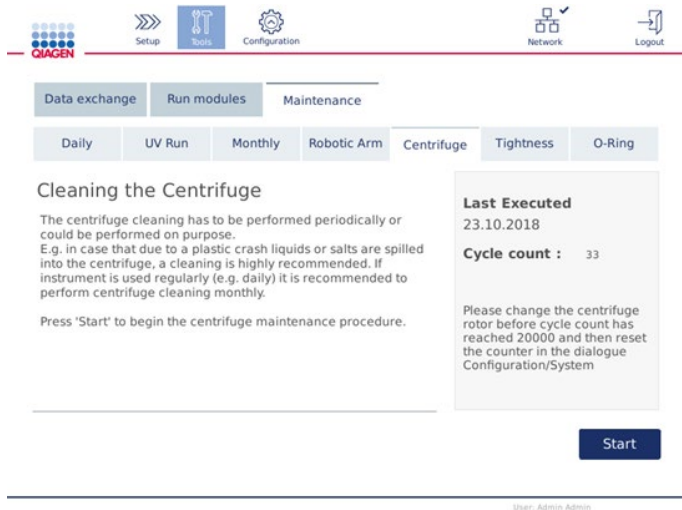 QIAGEN
Setup
Tools
Configuration
Network
Logout
Data exchange
Run modules
Maintenance
Daily
UV Run
Monthly
Robotic Arm
Centrifuge
Tightness
O-Ring
Cleaning the Centrifuge
The centrifuge cleaning has to be performed periodically or
could be performed on purpose.
E.g. in case that due to a plastic crash liquids or salts are spilled
into the centrifuge, a cleaning is highly recommended. If
instrument is used regularly (e.g. daily) it is recommended to
perform centrifuge cleaning monthly.
Press 'Start' to begin the centrifuge maintenance procedure.
Last Executed
23.10.2018
Cycle count : 33
Please change the centrifuge
rotor before cycle count has
reached 20000 and then reset
the counter in the dialogue
Configuration/System
Start
User: Admin Admin